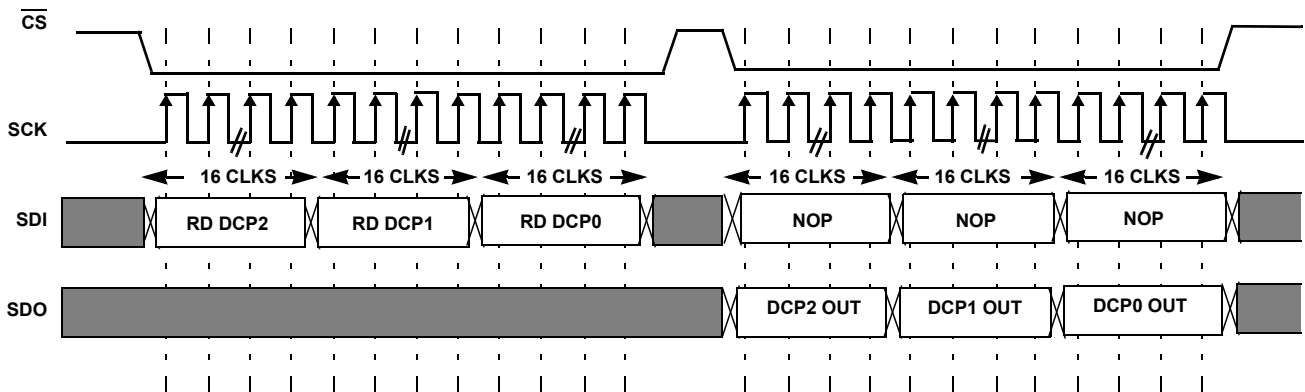 CS
SCK
16 CLKS 16 CLKS 16 CLKS 16 CLKS 16 CLKS 16 CLKS
SDI RD DCP2 RD DCP1 RD DCP0 NOP NOP NOP
SDO DCP2 OUT DCP1 OUT DCP0 OUT